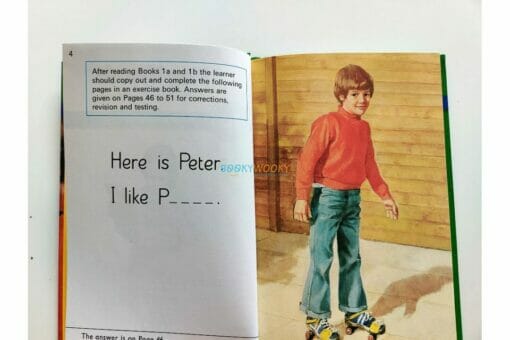 4
After reading Books 1a and 1b the learner
should copy out and complete the following
pages in an exercise book. Answers are
given on Pages 46 to 51 for corrections,
revision and testing.
Here is Peter
BOOKYWOOKY
I like P_ _ _ _.
The answer is on Page 46